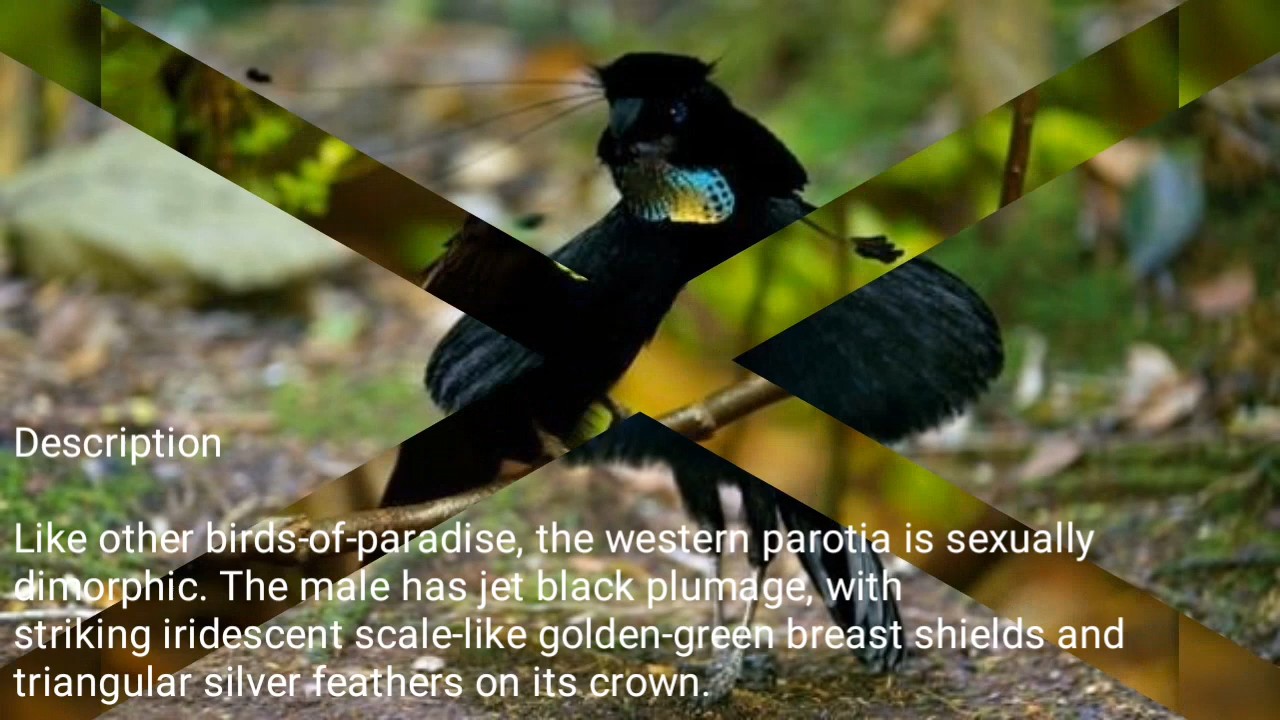 Description
Like other birds-of-paradise, the western parotia is sexually
dimorphic. The male has jet black plumage, with
striking iridescent scale-like golden-green breast shields and
triangular silver feathers on its crown.